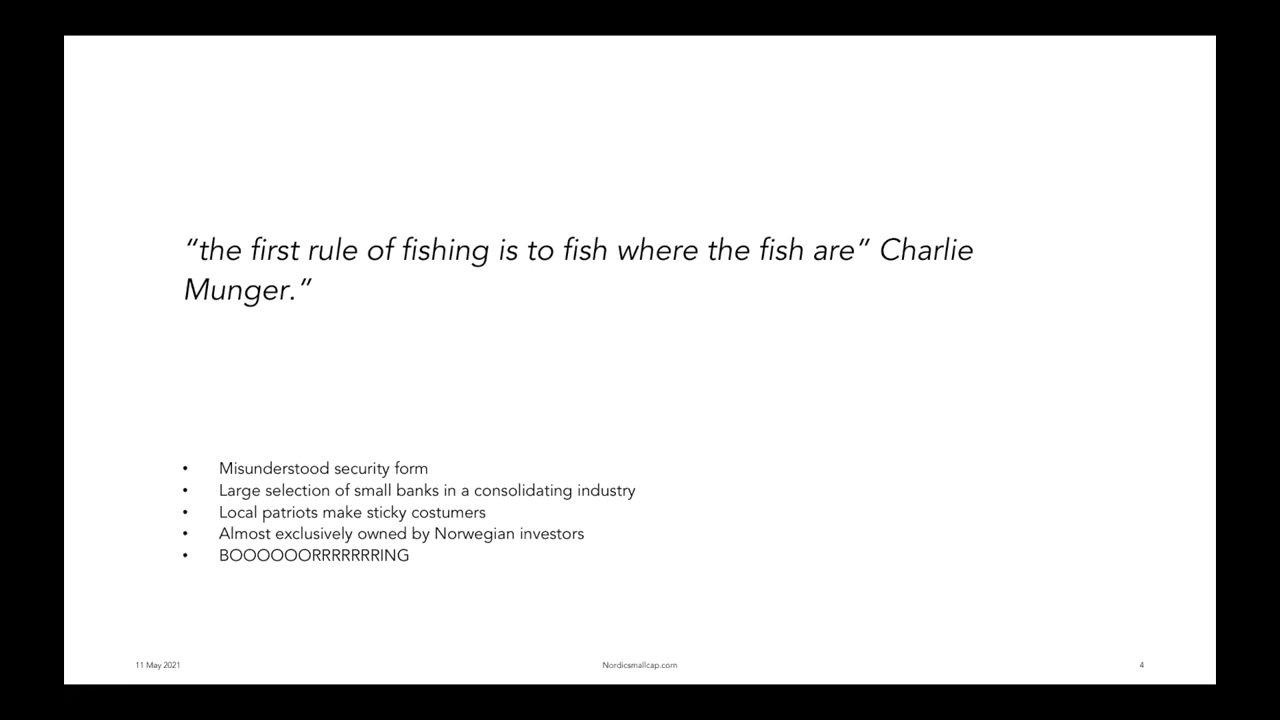 “the first rule of fishing is to fish where the fish are” Charlie
Munger.”
• Misunderstood security form
• Large selection of small banks in a consolidating industry
• Local patriots make sticky costumers
• Almost exclusively owned by Norwegian investors
• BOOOOOORRRRRRRING
11 May 2021
Nordicsmallcap.com
4